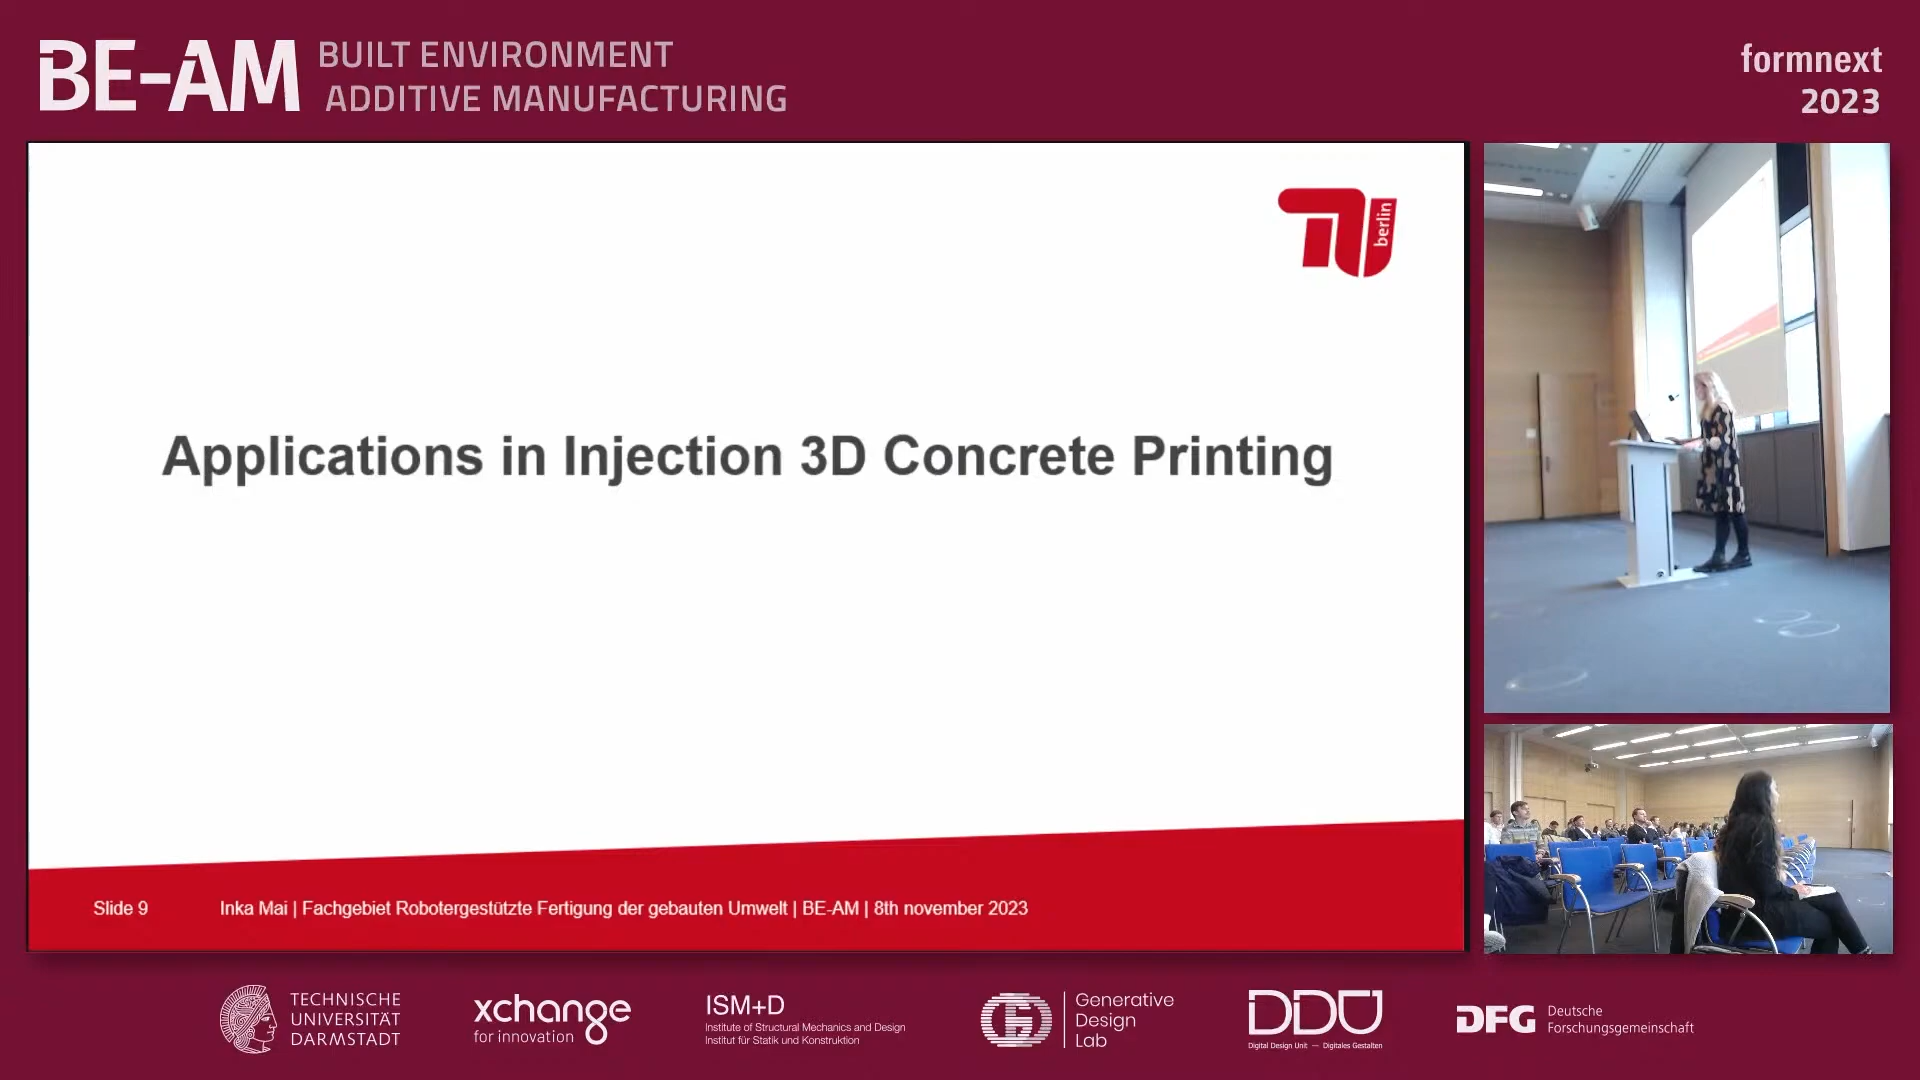 BE-AM BUILT ENVIRONMENT
ADDITIVE MANUFACTURING
formnext
2023
TU berlin
Applications in Injection 3D Concrete Printing
Slide 9
Inka Mai | Fachgebiet Robotergestützte Fertigung der gebauten Umwelt | BE-AM | 8th november 2023
TECHNISCHE
UNIVERSITÄT
DARMSTADT
xchange
for innovation
ISM+D
Institute of Structural Mechanics and Design
Institut für Statik und Konstruktion
Generative
Design
Lab
DDU
Digital Design Unit — Digitales Gestalten
DFG Deutsche
Forschungsgemeinschaft